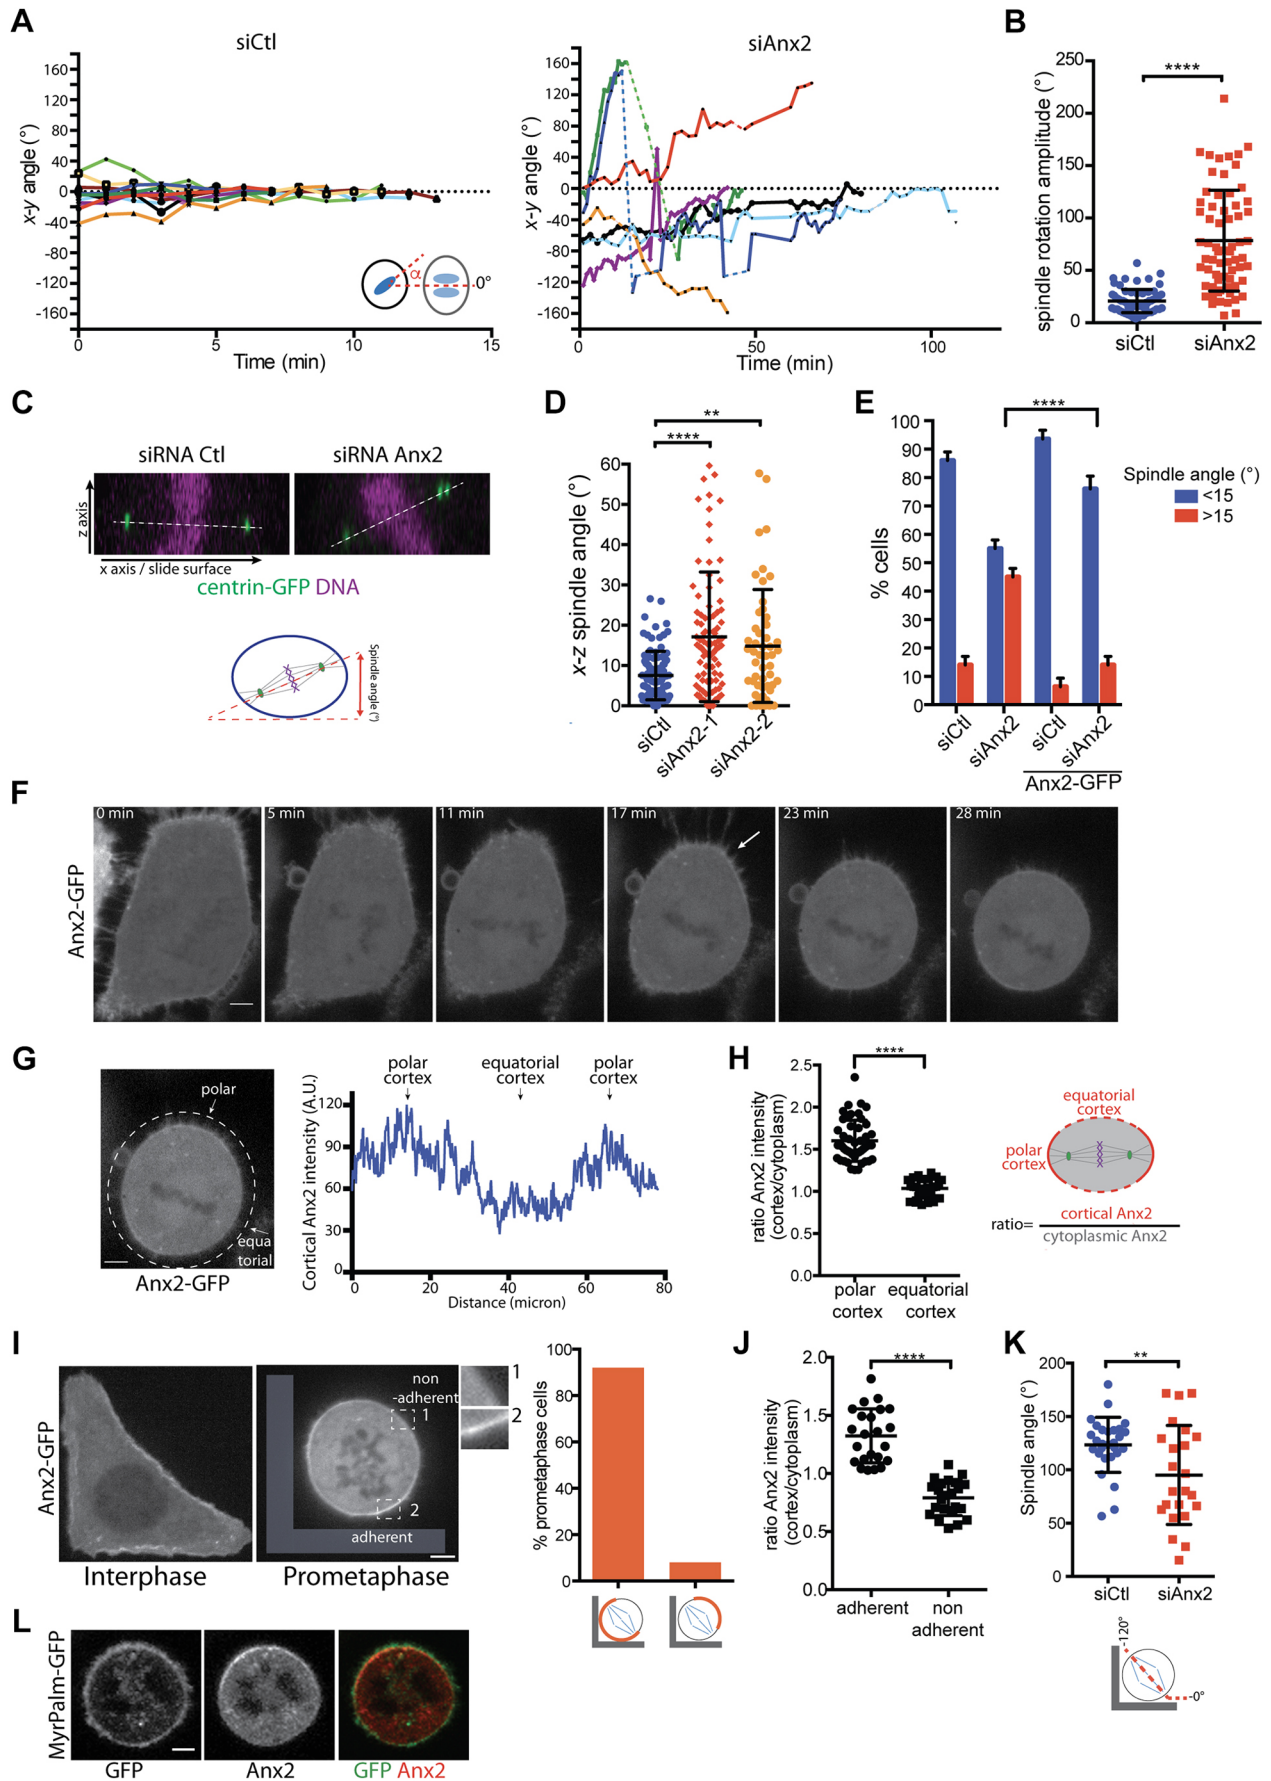 A
siCtl
x-y angle (°)
160
120
80
40
0
-40
-80
-120
-160
α
0°
0
5
10
15
Time (min)
siAnx2
x-y angle (°)
160
120
80
40
0
-40
-80
-120
-160
0
50
100
Time (min)
B
spindle rotation amplitude (°)
250
200
150
100
50
0
****
siCtl
siAnx2
C
siRNA Ctl
siRNA Anx2
z axis
x axis / slide surface
centrin-GFP DNA
Spindle angle (°)
D
x-z spindle angle (°)
**
****
60
50
40
30
20
10
0
siCtl
siAnx2-1
siAnx2-2
E
% cells
****
100
90
80
70
60
50
40
30
20
10
0
Spindle angle (°)
<15
>15
siCtl
siAnx2
siCtl
siAnx2
Anx2-GFP
F
Anx2-GFP
0 min
5 min
11 min
17 min
23 min
28 min
G
polar
equa
torial
Anx2-GFP
Cortical Anx2 intensity (A.U.)
polar
cortex
equatorial
cortex
polar
cortex
120
90
60
30
0
0
20
40
60
80
Distance (micron)
H
ratio Anx2 intensity
(cortex/cytoplasm)
****
2.5
2.0
1.5
1.0
0.5
0.0
polar
cortex
equatorial
cortex
equatorial
cortex
polar
cortex
ratio=
cortical Anx2
cytoplasmic Anx2
I
Anx2-GFP
Interphase
non
-adherent
1
2
adherent
1
2
Prometaphase
% prometaphase cells
100
80
60
40
20
0
J
ratio Anx2 intensity
(cortex/cytoplasm)
****
2.0
1.5
1.0
0.5
0.0
adherent
non
adherent
K
Spindle angle (°)
**
200
150
100
50
0
siCtl
siAnx2
-120°
-0°
L
MyrPalm-GFP
GFP
Anx2
GFP Anx2